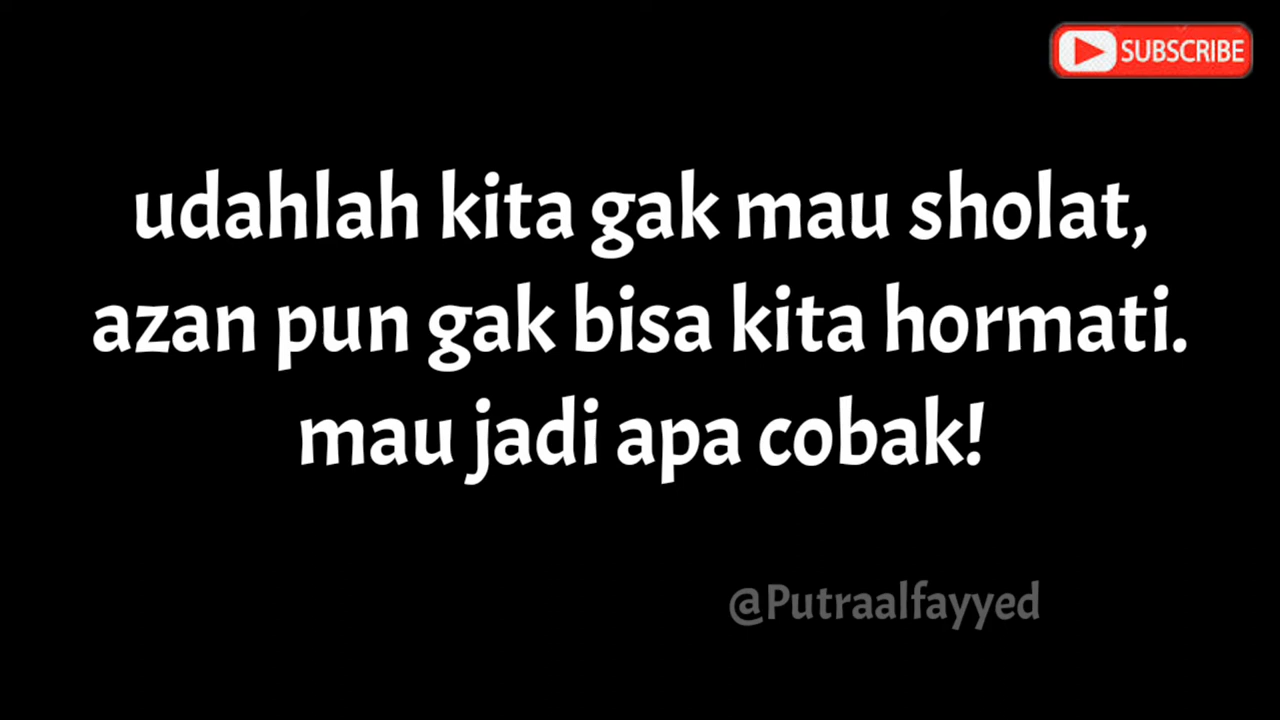 SUBSCRIBE
udahlah kita gak mau sholat,
azan pun gak bisa kita hormati.
mau jadi apa cobak!
@Putraalfayyed